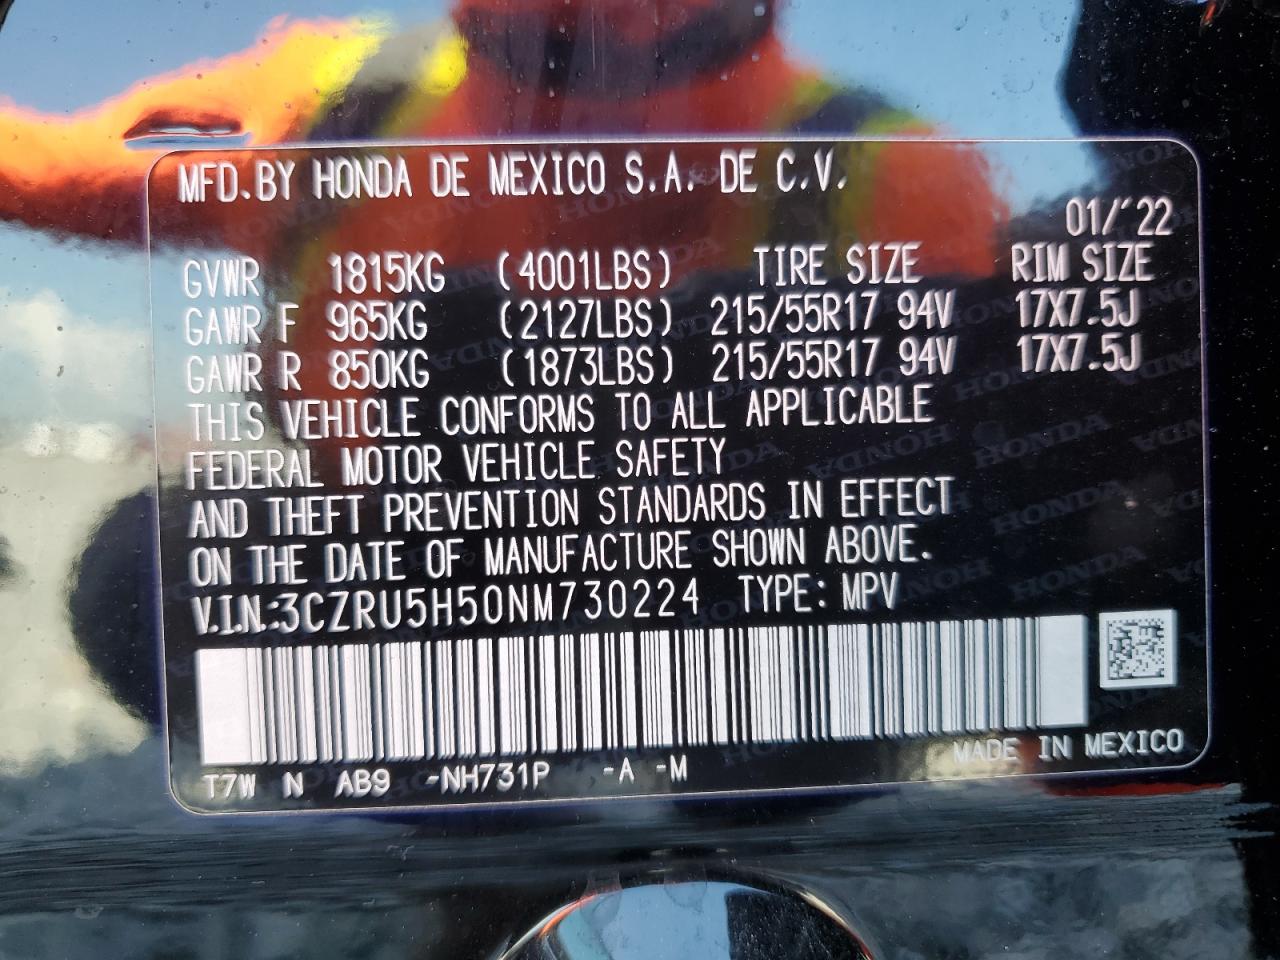 MFD.BY HONDA DE MEXICO S.A. DE C.V.
01/'22
GVWR 1815KG (4001LBS) TIRE SIZE RIM SIZE
GAWR F 965KG (2127LBS) 215/55R17 94V 17X7.5J
GAWR R 850KG (1873LBS) 215/55R17 94V 17X7.5J
THIS VEHICLE CONFORMS TO ALL APPLICABLE
FEDERAL MOTOR VEHICLE SAFETY
AND THEFT PREVENTION STANDARDS IN EFFECT
ON THE DATE OF MANUFACTURE SHOWN ABOVE.
V.I.N.:3CZRU5H50NM730224 TYPE: MPV
MADE IN MEXICO
T7W N AB9 -NH731P -A -M